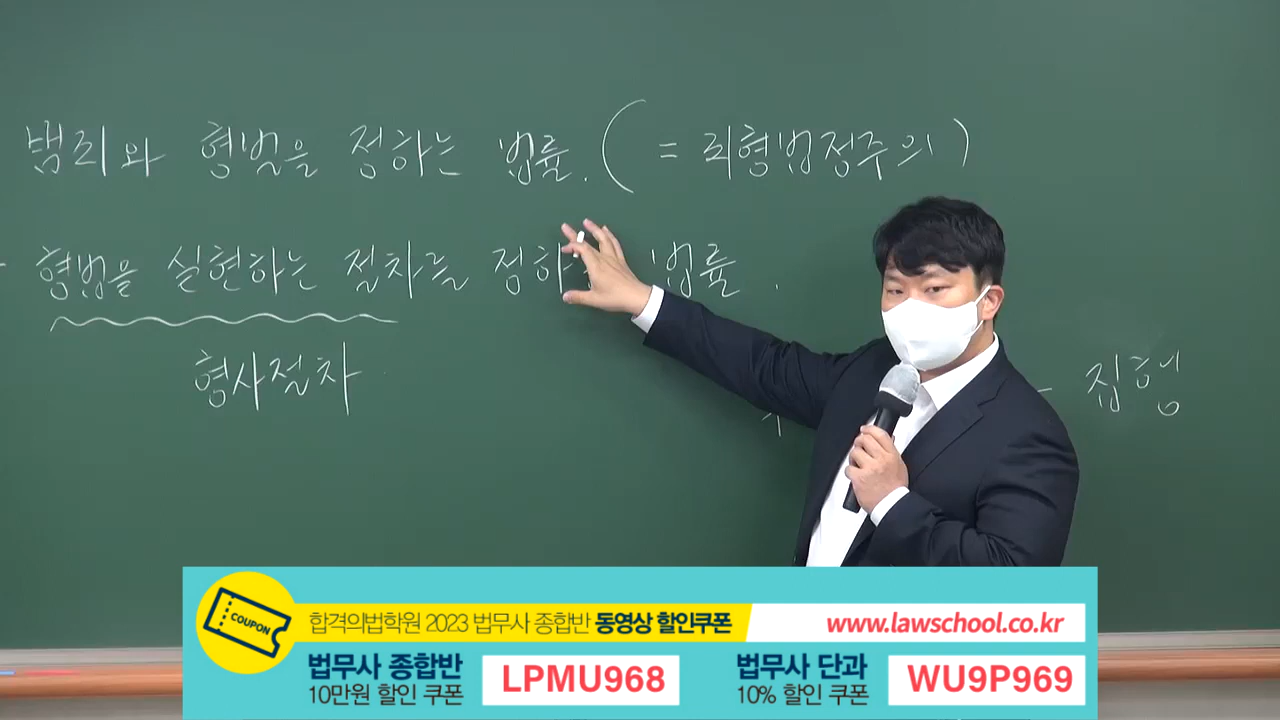 범죄와 형벌을 정하는 법률. (= 죄형법정주의)
형법을 실현하는 절차를 정하 법률.
형사절차
집행
COUPON
합격의법학원 2023 법무사 종합반 동영상 할인쿠폰
www.lawschool.co.kr
법무사 종합반
10만원 할인 쿠폰
LPMU968
법무사 단과
10% 할인 쿠폰
WU9P969